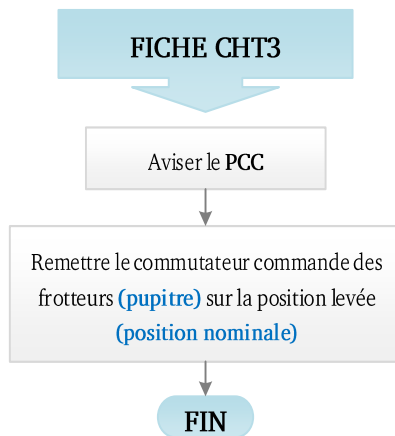 FICHE CHT3
Aviser le PCC
Remettre le commutateur commande des
frotteurs (pupitre) sur la position levée
(position nominale)
FIN